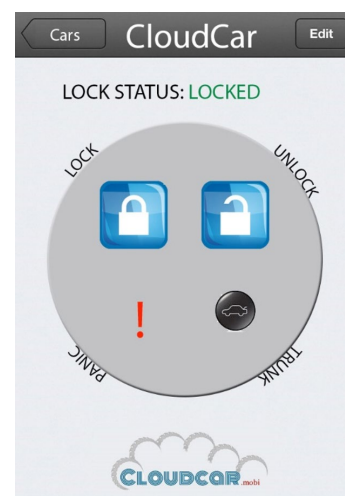 Cars
CloudCar
Edit
LOCK STATUS: LOCKED
LOCK
UNLOCK
PANIC
TRUNK
CLOUDCAR.mobi